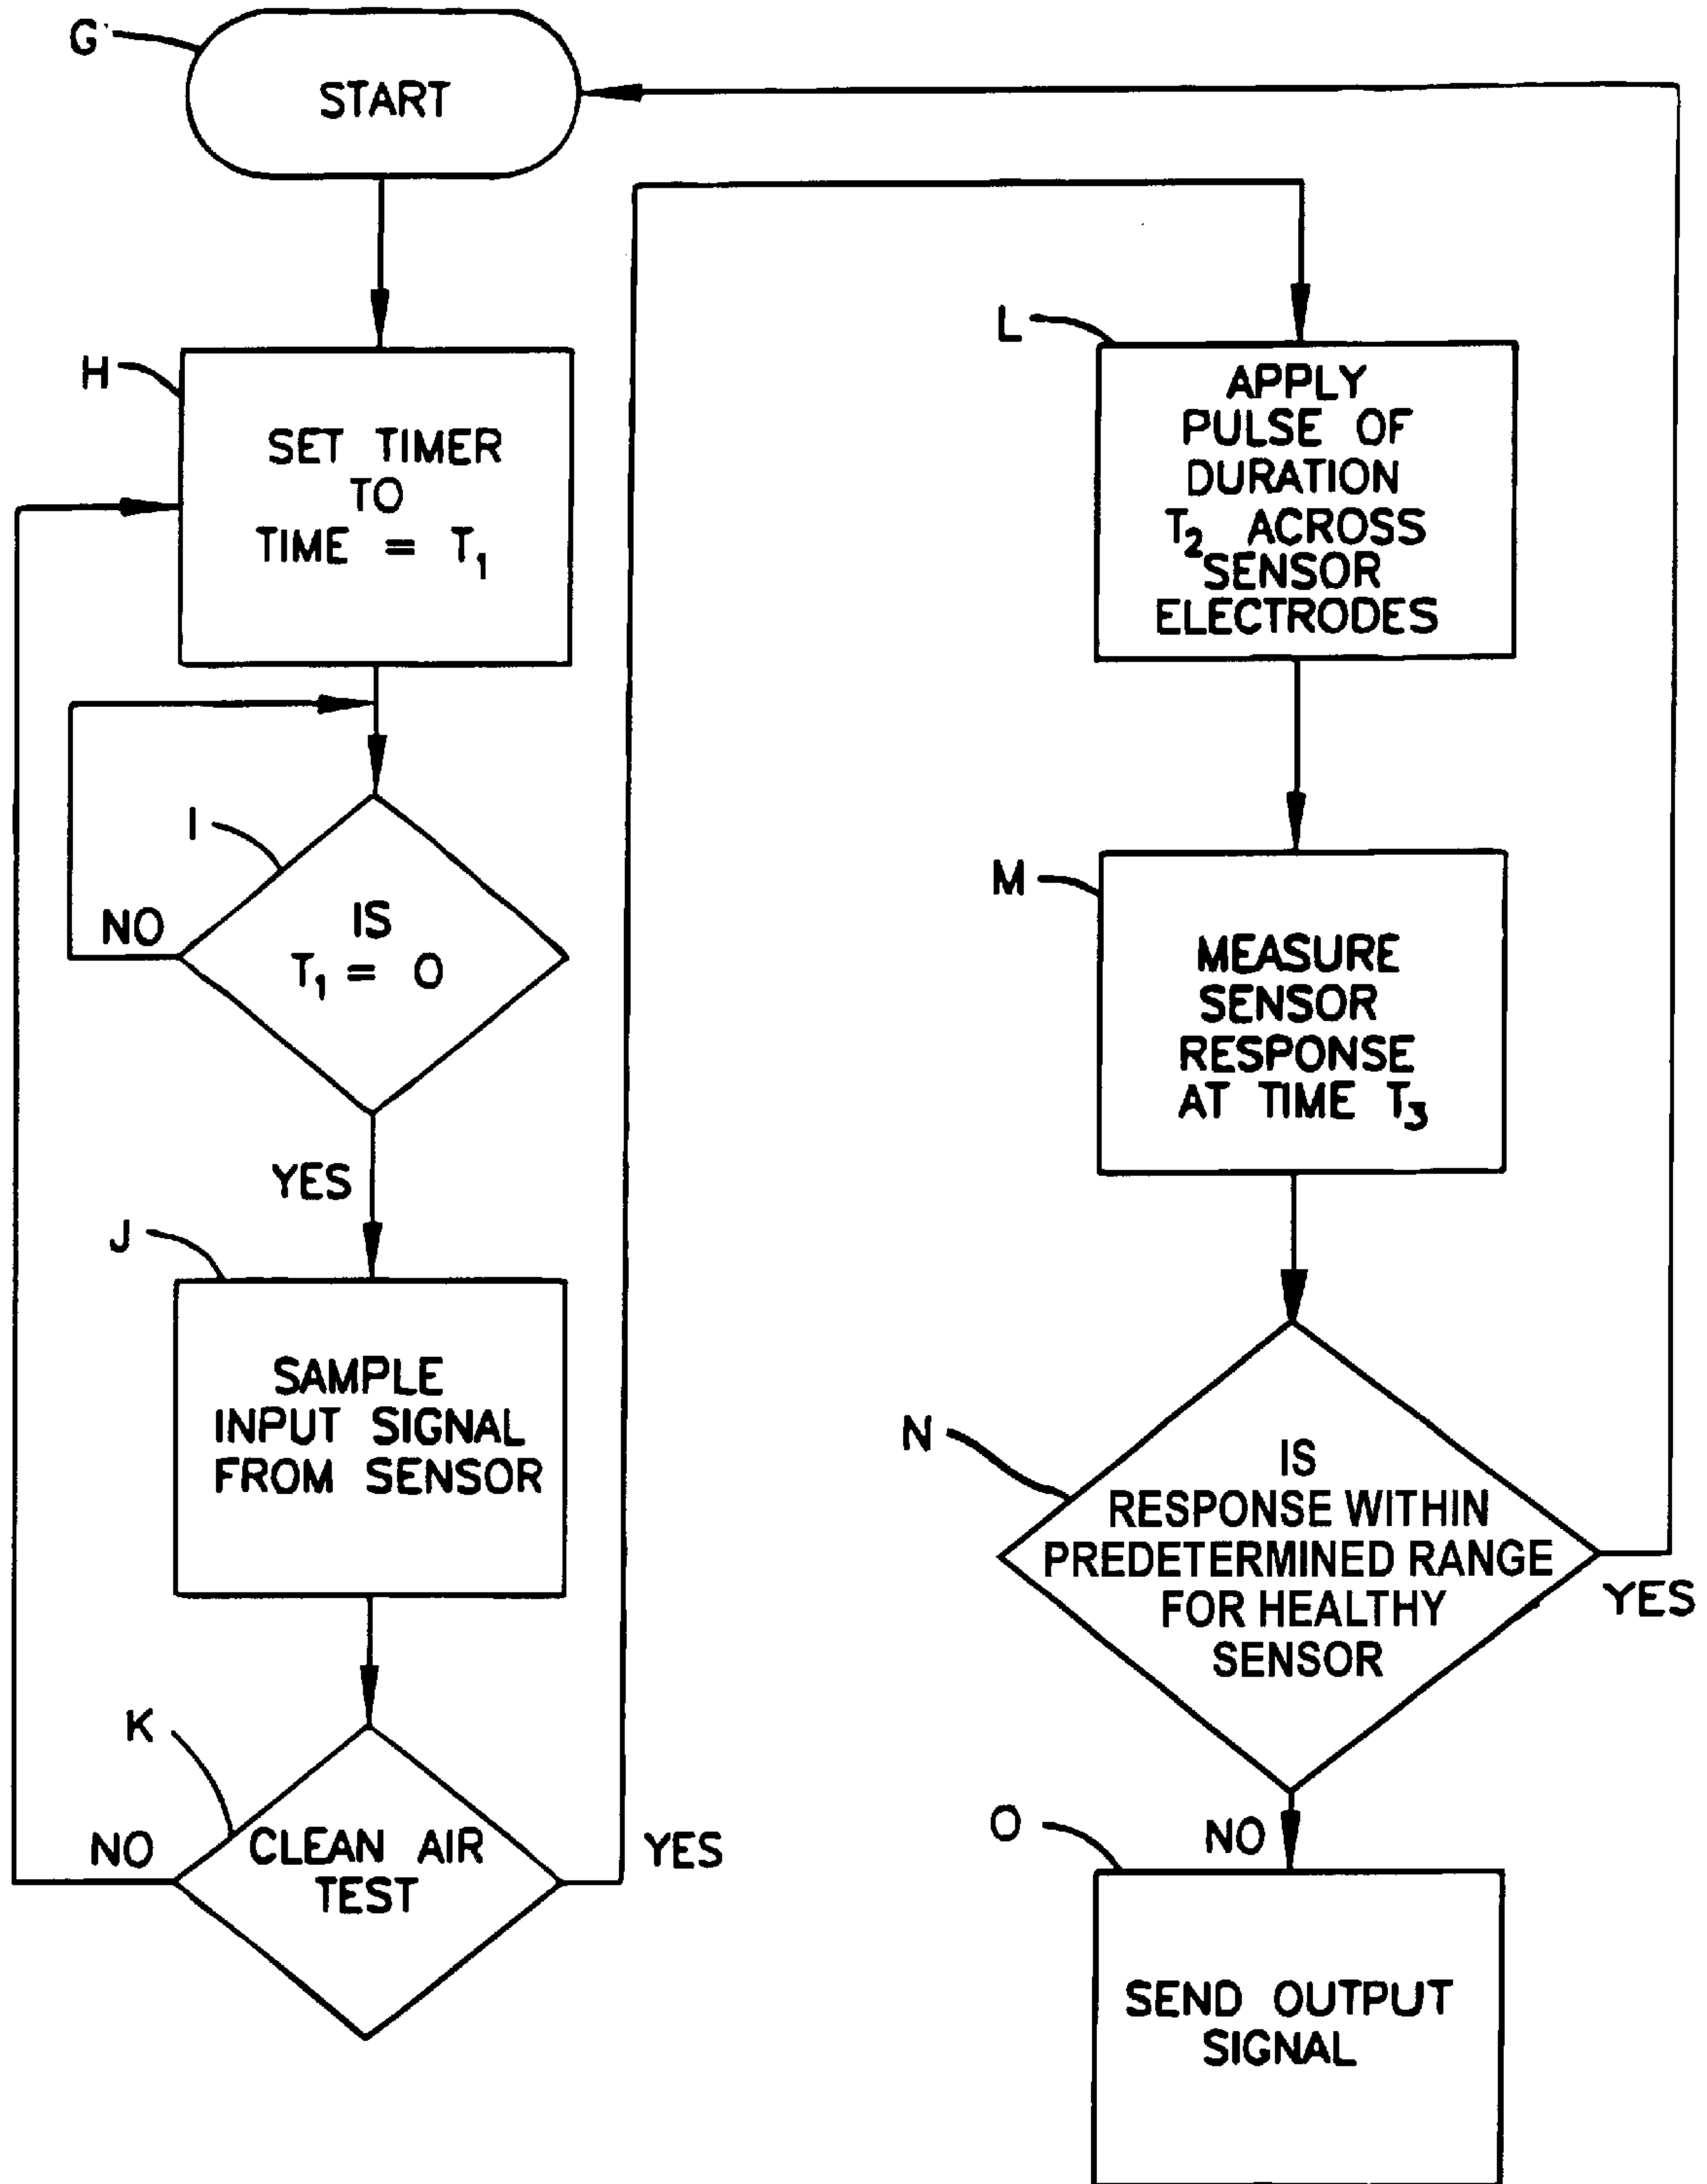 G
START
H
SET TIMER
TO
TIME = T₁
I
IS
T₁ = 0
NO
YES
J
SAMPLE
INPUT SIGNAL
FROM SENSOR
K
CLEAN AIR
TEST
NO
YES
L
APPLY
PULSE OF
DURATION
T₂ ACROSS
SENSOR
ELECTRODES
M
MEASURE
SENSOR
RESPONSE
AT TIME T₃
N
IS
RESPONSE WITHIN
PREDETERMINED RANGE
FOR HEALTHY
SENSOR
YES
NO
O
SEND OUTPUT
SIGNAL